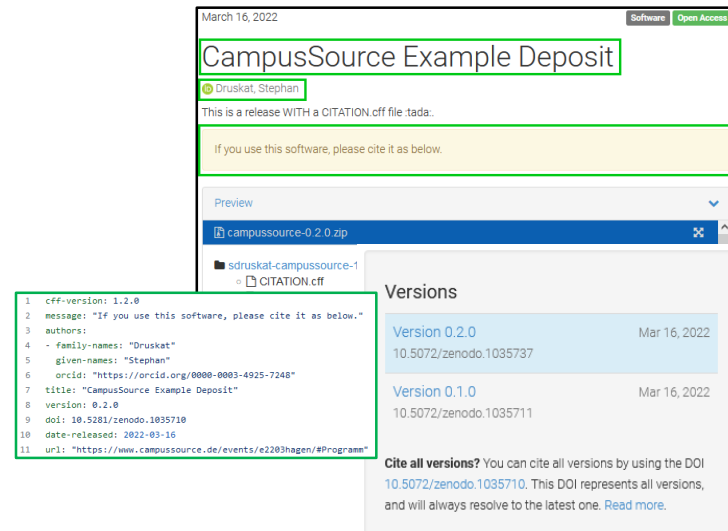 March 16, 2022
Software
Open Access
CampusSource Example Deposit
iD Druskat, Stephan
This is a release WITH a CITATION.cff file :tada:.
If you use this software, please cite it as below.
Preview
campussource-0.2.0.zip
sdruskat-campussource-1
CITATION.cff
1 cff-version: 1.2.0
2 message: "If you use this software, please cite it as below."
3 authors:
4 - family-names: "Druskat"
5 given-names: "Stephan"
6 orcid: "https://orcid.org/0000-0003-4925-7248"
7 title: "CampusSource Example Deposit"
8 version: 0.2.0
9 doi: 10.5281/zenodo.1035710
10 date-released: 2022-03-16
11 url: "https://www.campussource.de/events/e2203hagen/#Programm"
Versions
Version 0.2.0 Mar 16, 2022
10.5072/zenodo.1035737
Version 0.1.0 Mar 16, 2022
10.5072/zenodo.1035711
Cite all versions? You can cite all versions by using the DOI
10.5072/zenodo.1035710. This DOI represents all versions,
and will always resolve to the latest one. Read more.